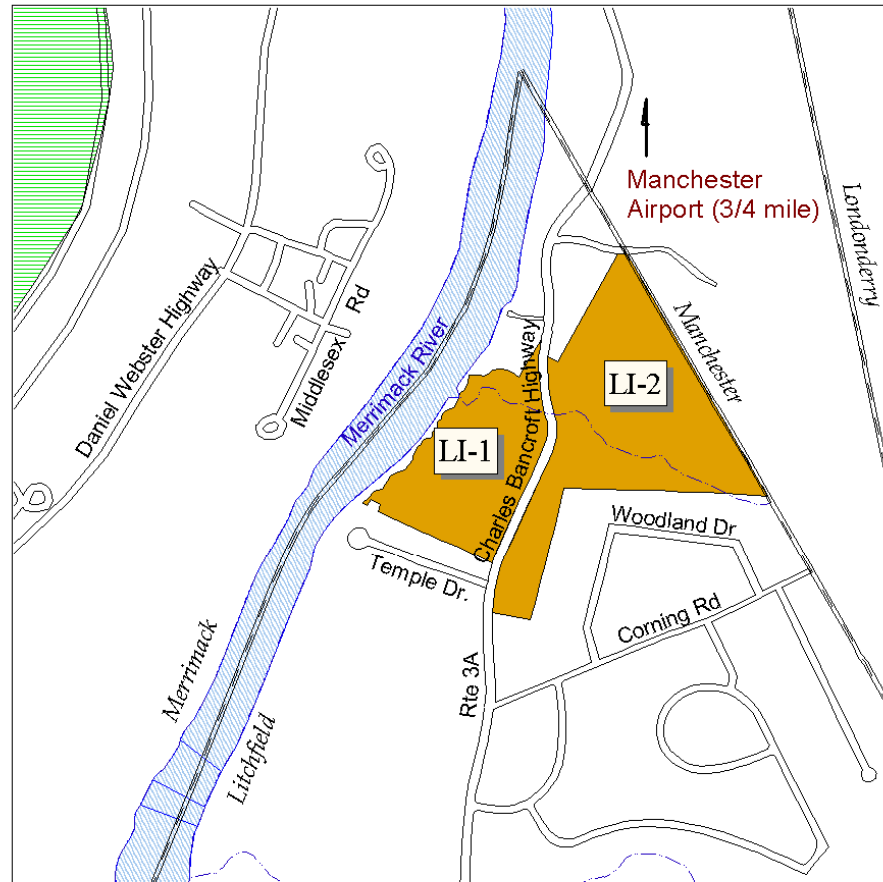 Manchester
Airport (3/4 mile)
Londonderry
Daniel Webster Highway
Middlesex Rd
Merrimack River
Manchester
LI-2
LI-1
Charles Bancroft Highway
Woodland Dr
Temple Dr.
Corning Rd
Rte 3A
Merrimack
Litchfield